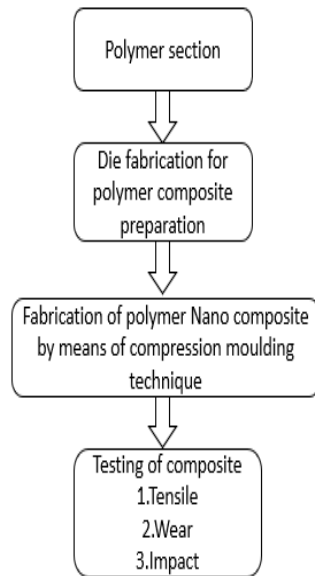 Polymer section
Die fabrication for
polymer composite
preparation
Fabrication of polymer Nano composite
by means of compression moulding
technique
Testing of composite
1.Tensile
2.Wear
3.Impact